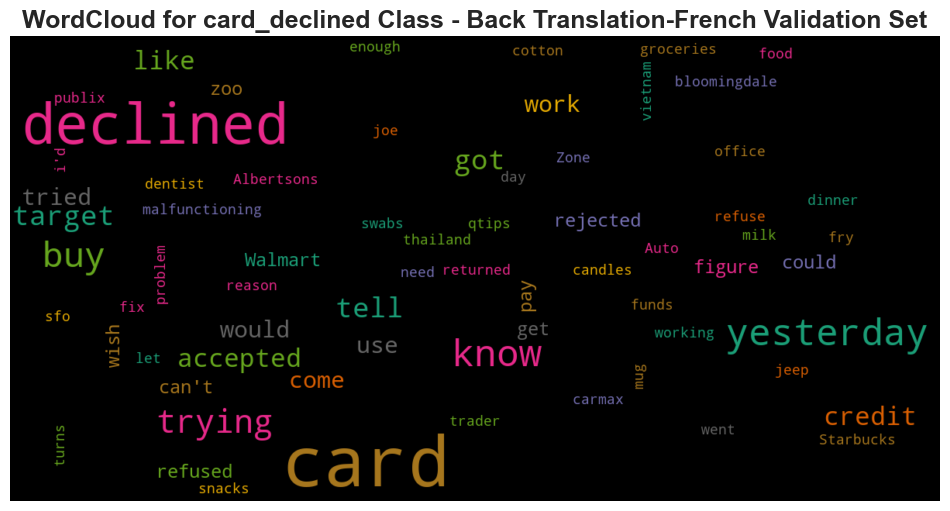 WordCloud for card_declined Class - Back Translation-French Validation Set
enough
cotton
groceries
food
like
zoo
bloomingdale
vietnam
publix
declined
work
joe
i'd
got
Zone
office
day
dentist
Albertsons
tried
malfunctioning
target
swabs
qtips
rejected
refuse
dinner
thailand
milk
fry
buy
Walmart
problem
need
returned
candles
Auto
figure
could
reason
fix
pay
funds
sfo
tell
wish
would
use
get
working
yesterday
let
accepted
know
can't
come
mug
jeep
carmax
trying
trader
went
credit
Starbucks
turns
refused
snacks
card